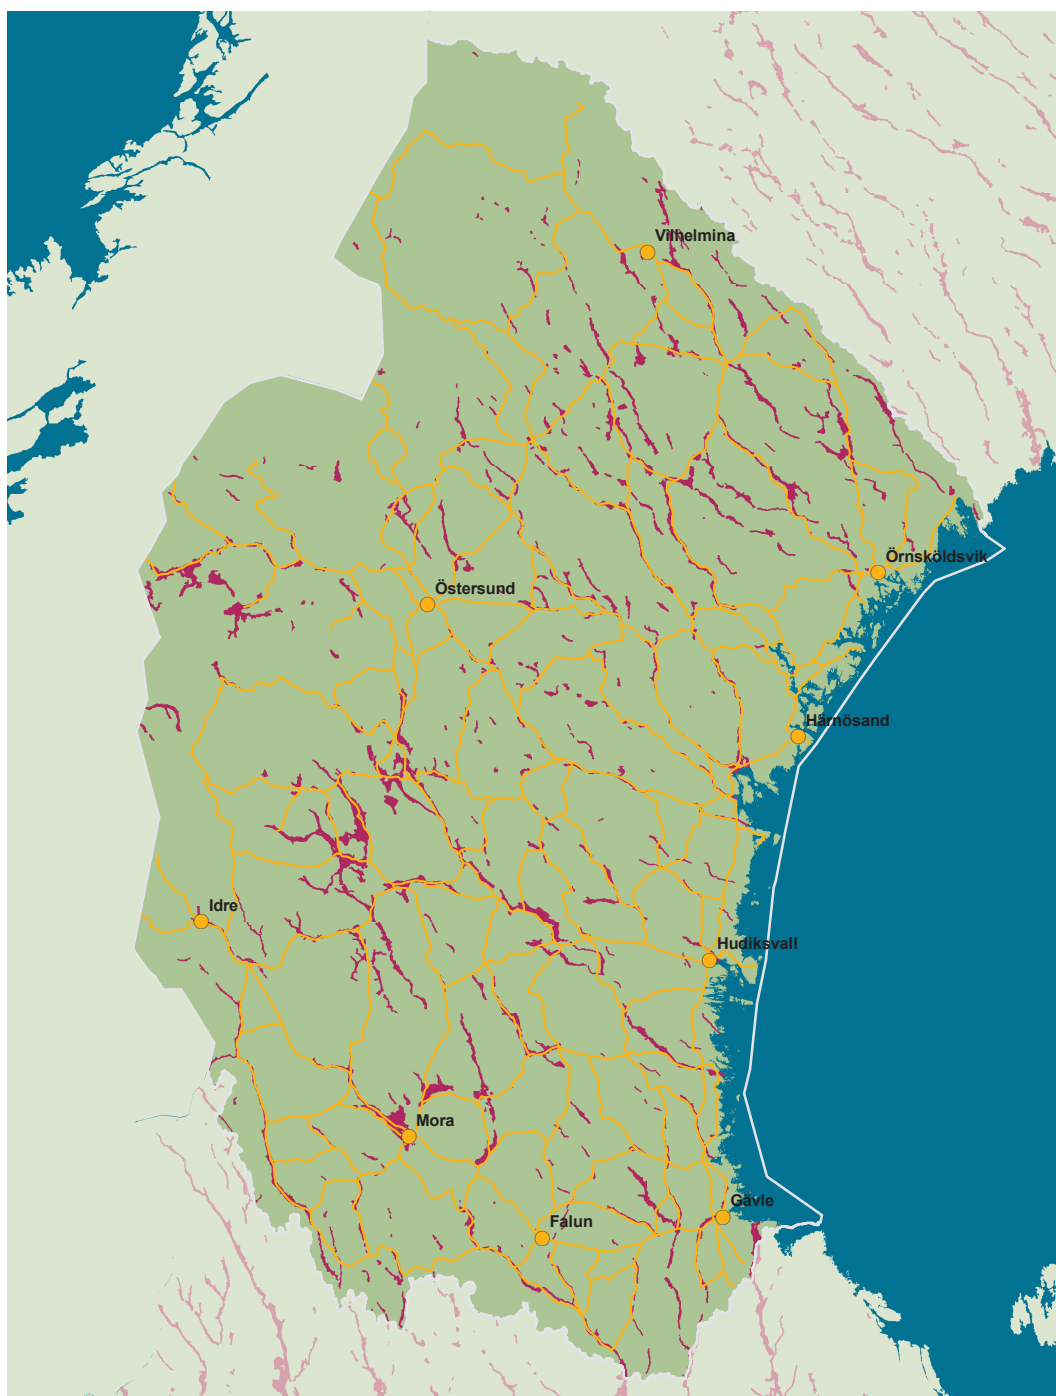 Vilhelmina
Örnsköldsvik
Östersund
Härnösand
Idre
Hudiksvall
Mora
Gävle
Falun